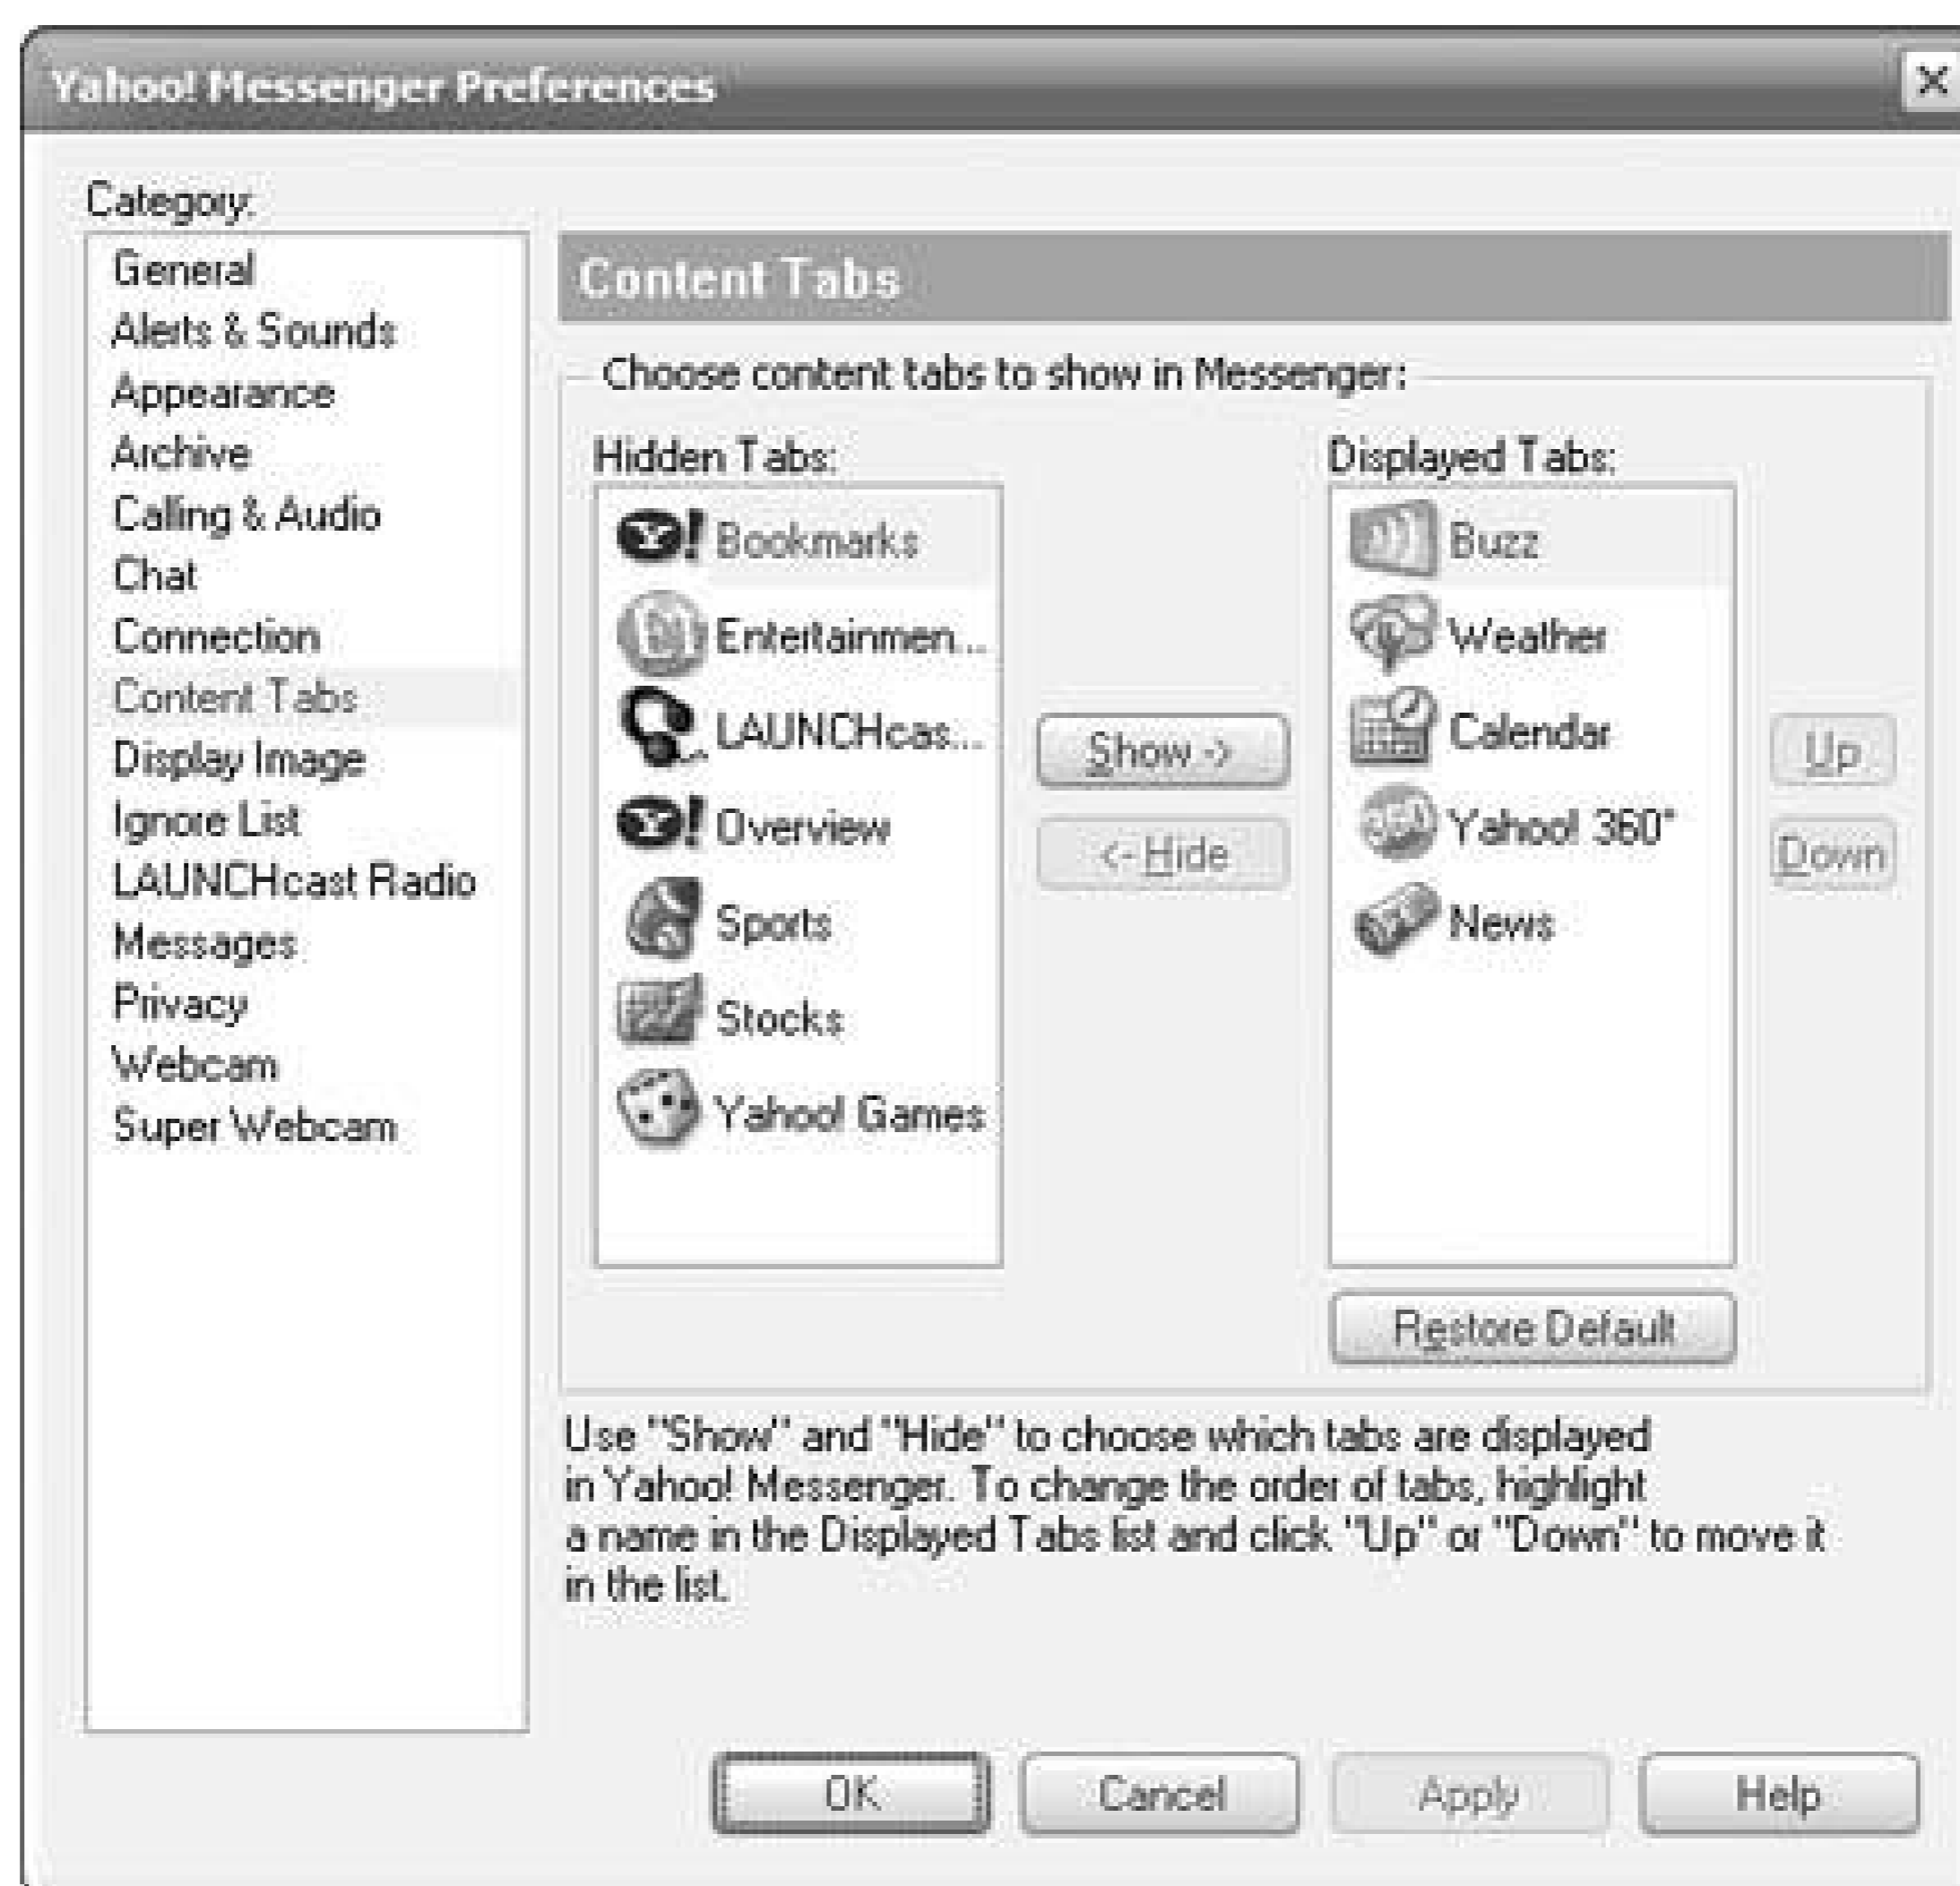 Yahoo! Messenger Preferences
Category:
General
Alerts & Sounds
Appearance
Archive
Calling & Audio
Chat
Connection
Content Tabs
Display Image
Ignore List
LAUNCHcast Radio
Messages
Privacy
Webcam
Super Webcam
Content Tabs
Choose content tabs to show in Messenger:
Hidden Tabs:
Bookmarks
Entertainmen...
LAUNCHcas...
Overview
Sports
Stocks
Yahoo! Games
Show ->
<- Hide
Displayed Tabs:
Buzz
Weather
Calendar
Yahoo! 360°
News
Up
Down
Restore Default
Use "Show" and "Hide" to choose which tabs are displayed
in Yahoo! Messenger. To change the order of tabs, highlight
a name in the Displayed Tabs list and click "Up" or "Down" to move it
in the list.
OK
Cancel
Apply
Help